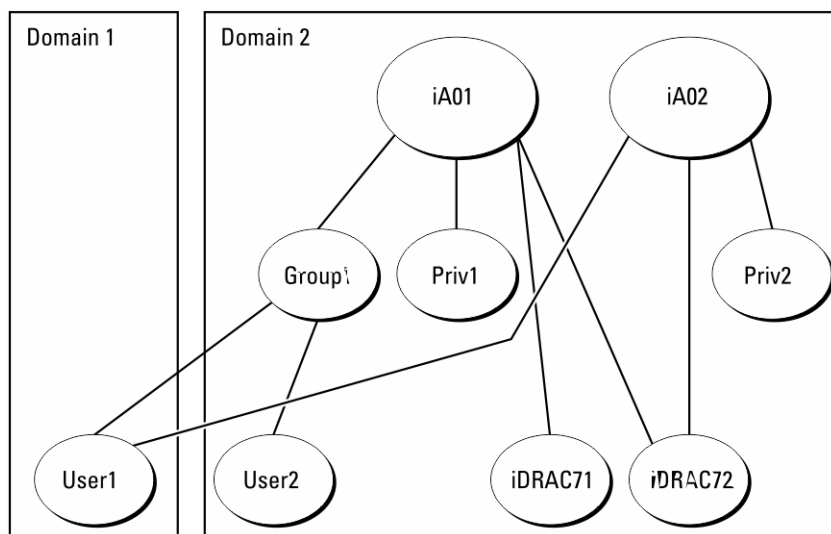 Domain 1
Domain 2
iA01
iA02
Group1
Priv1
Priv2
User1
User2
iDRAC71
iDRAC72